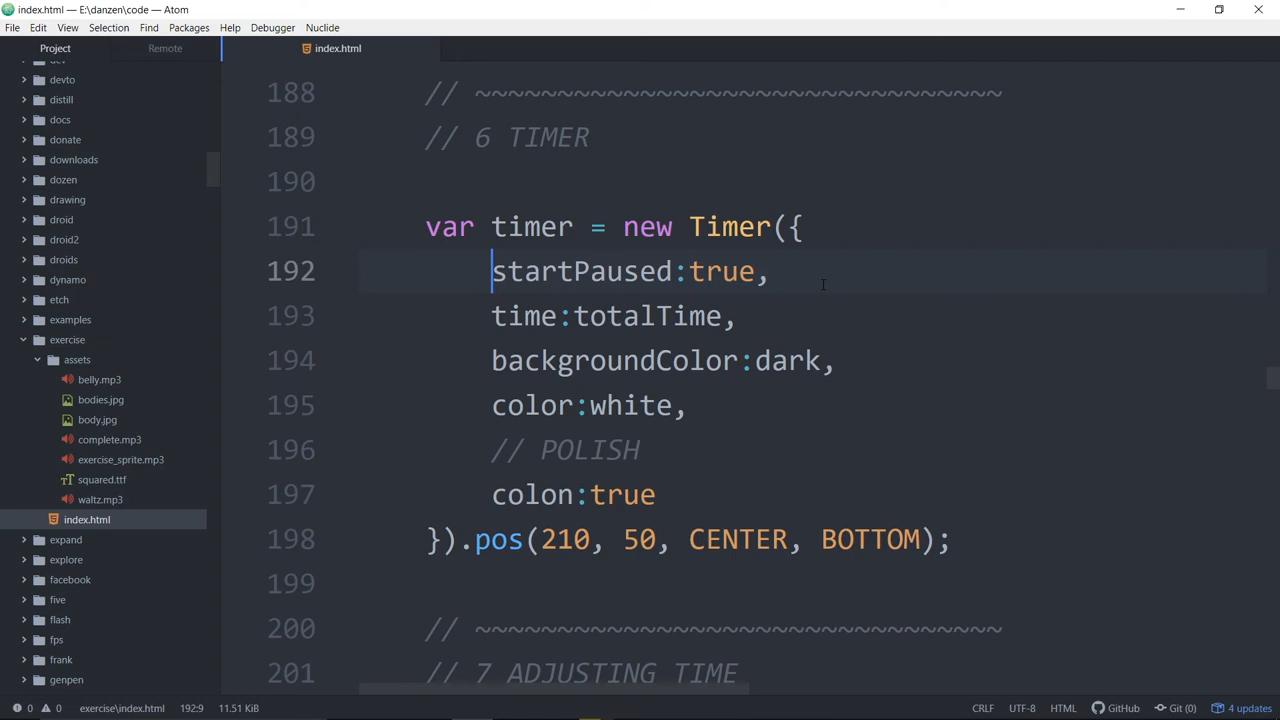 index.html — E:\danzen\code — Atom
File Edit View Selection Find Packages Help Debugger Nuclide
Project Remote
index.html
devto
distill
docs
donate
downloads
dozen
drawing
droid
droid2
droids
dynamo
etch
examples
exercise
assets
belly.mp3
bodies.jpg
body.jpg
complete.mp3
exercise_sprite.mp3
squared.ttf
waltz.mp3
index.html
expand
explore
facebook
five
flash
fps
frank
genpen
188 // ~~~~~~~~~~~~~~~~~~~~~~~~~~~~~~~~
189 // 6 TIMER
190
191 var timer = new Timer({
192 startPaused:true,
193 time:totalTime,
194 backgroundColor:dark,
195 color:white,
196 // POLISH
197 colon:true
198 }).pos(210, 50, CENTER, BOTTOM);
199
200 // ~~~~~~~~~~~~~~~~~~~~~~~~~~~~~~~~
201 // 7 ADJUSTING TIME
0 0 exercise\index.html 192:9 11.51 KiB CRLF UTF-8 HTML GitHub Git (0) 4 updates